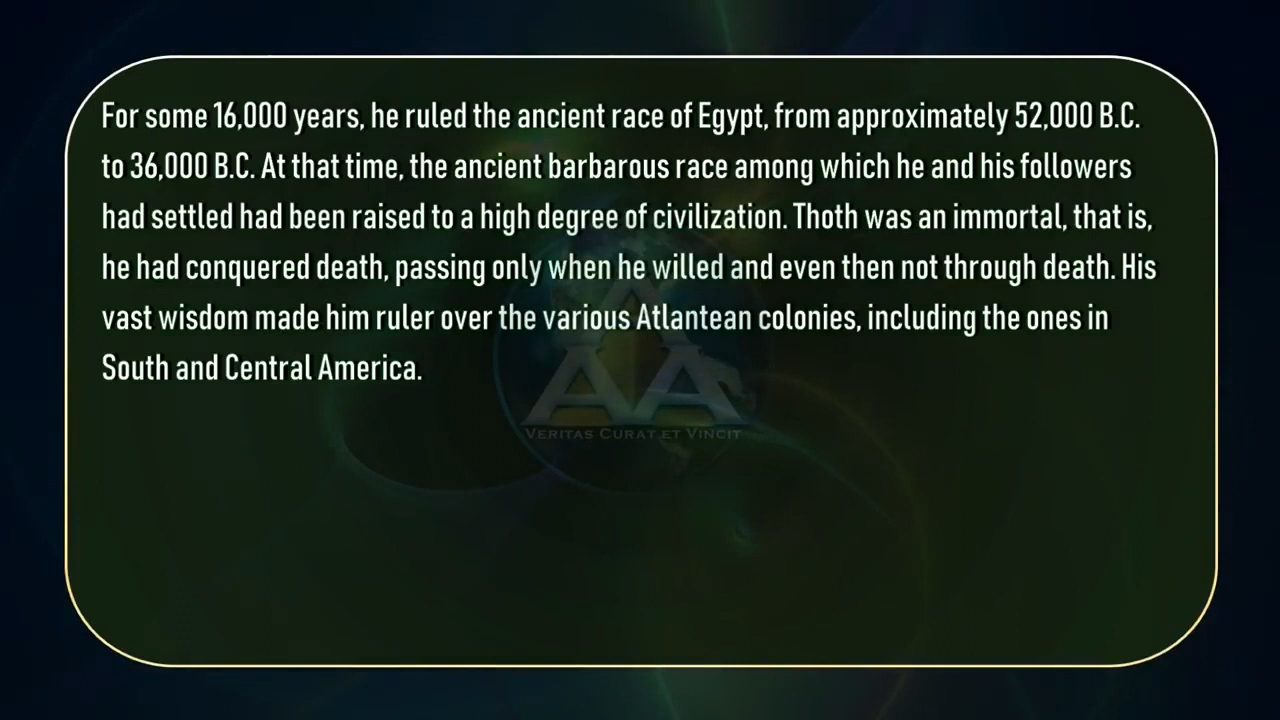 For some 16,000 years, he ruled the ancient race of Egypt, from approximately 52,000 B.C.
to 36,000 B.C. At that time, the ancient barbarous race among which he and his followers
had settled had been raised to a high degree of civilization. Thoth was an immortal, that is,
he had conquered death, passing only when he willed and even then not through death. His
vast wisdom made him ruler over the various Atlantean colonies, including the ones in
South and Central America.
AAA
VERITAS CURAT ET VINCIT